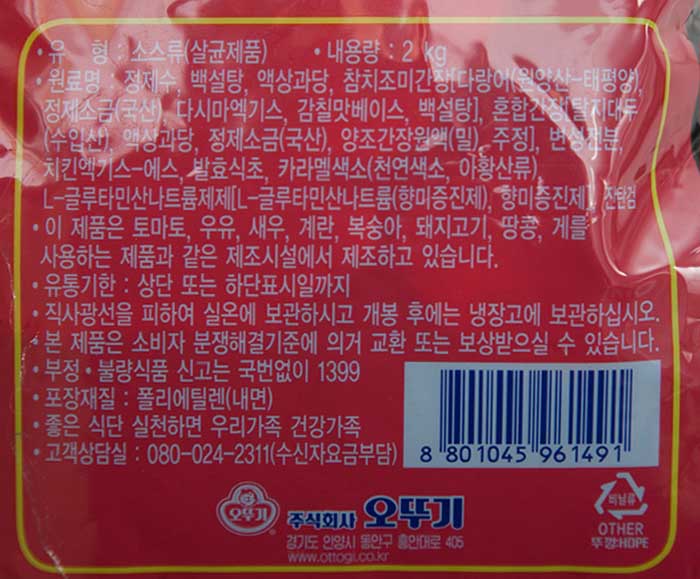 • 유 형 : 소스류(살균제품) • 내용량 : 2 kg
• 원료명 : 정제수, 백설탕, 액상과당, 참치조미간장[다랑어(원양산-태평양),
정제소금(국산), 다시마엑기스, 감칠맛베이스, 백설탕], 혼합간장[탈지대두
(수입산), 액상과당, 정제소금(국산), 양조간장원액(밀), 주정], 변성전분,
치킨엑기스-에스, 발효식초, 카라멜색소(천연색소, 아황산류)
L-글루타민산나트륨제제[L-글루타민산나트륨(향미증진제), 향미증진제], 잔탄검
• 이 제품은 토마토, 우유, 새우, 계란, 복숭아, 돼지고기, 땅콩, 게를
사용하는 제품과 같은 제조시설에서 제조하고 있습니다.
• 유통기한 : 상단 또는 하단표시일까지
• 직사광선을 피하여 실온에 보관하시고 개봉 후에는 냉장고에 보관하십시오.
• 본 제품은 소비자 분쟁해결기준에 의거 교환 또는 보상받으실 수 있습니다.
• 부정 • 불량식품 신고는 국번없이 1399
• 포장재질 : 폴리에틸렌(내면)
• 좋은 식단 실천하면 우리가족 건강가족
• 고객상담실 : 080-024-2311(수신자요금부담)
8 801045 961491
오뚜기 주식회사 오뚜기
경기도 안양시 동안구 흥안대로 405
www.ottogi.co.kr
비닐류
OTHER
뚜껑:HDPE